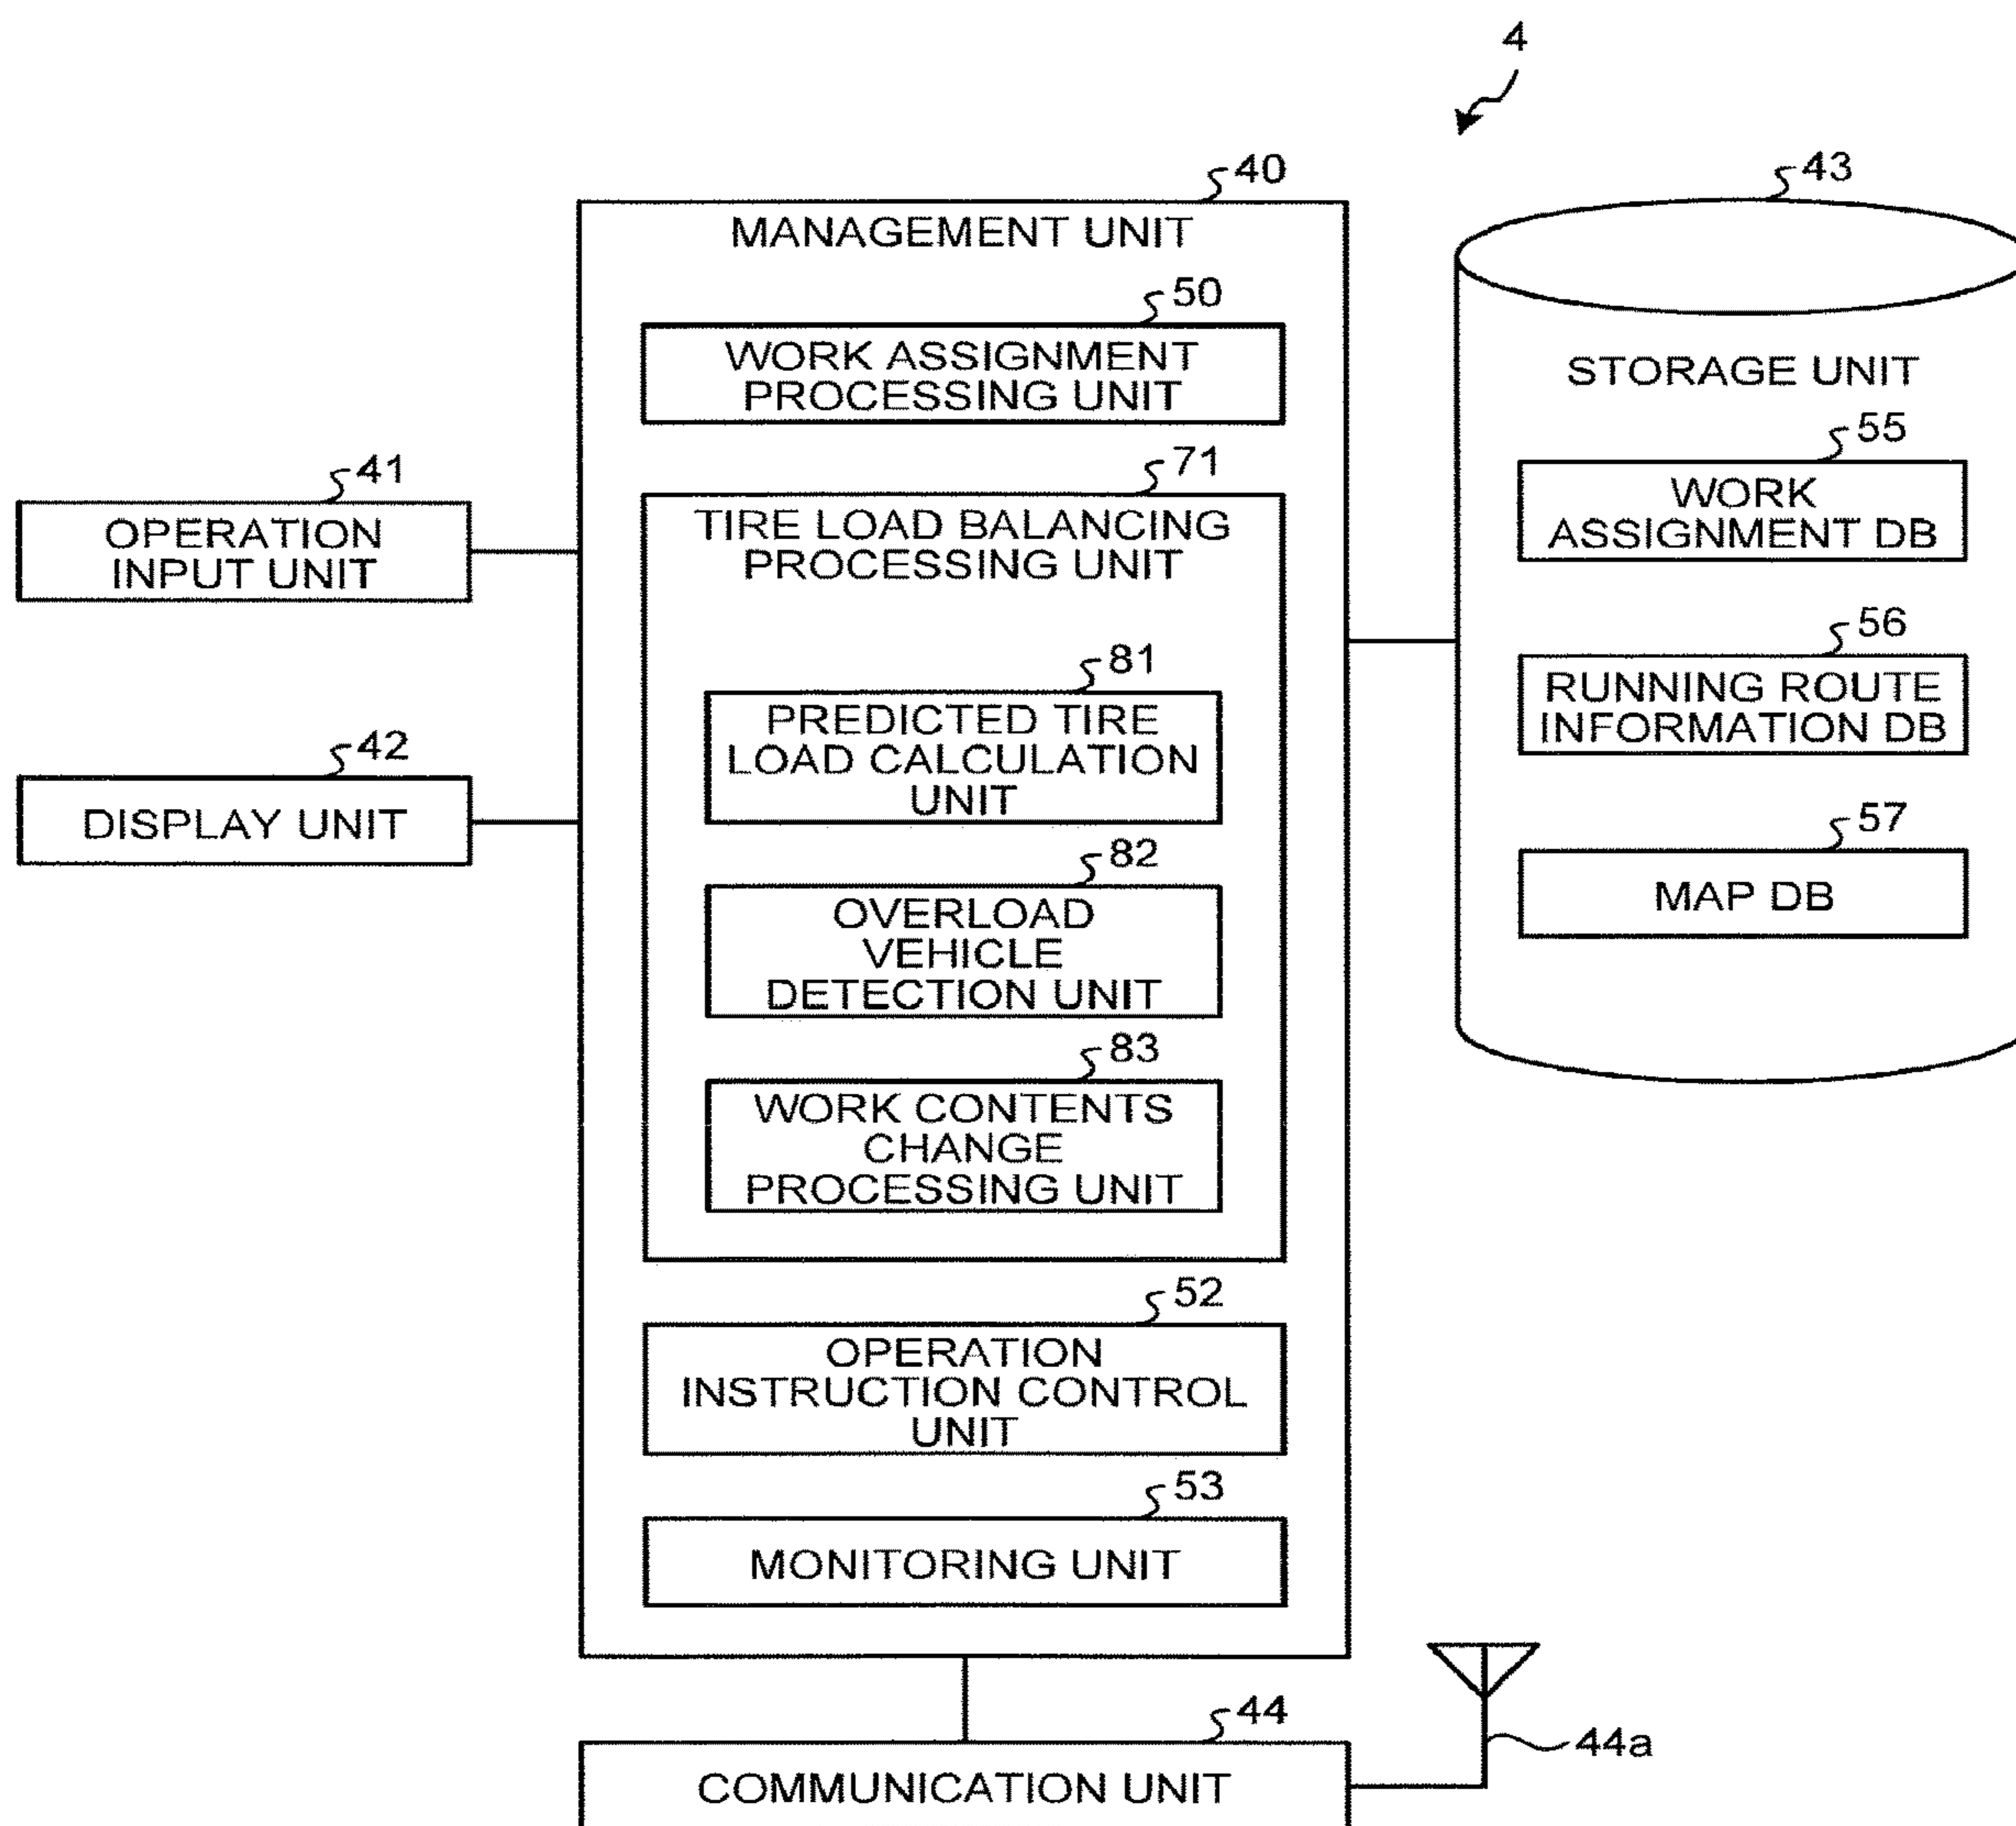 4
40
MANAGEMENT UNIT
50
WORK ASSIGNMENT
PROCESSING UNIT
71
TIRE LOAD BALANCING
PROCESSING UNIT
81
PREDICTED TIRE
LOAD CALCULATION
UNIT
82
OVERLOAD
VEHICLE
DETECTION UNIT
83
WORK CONTENTS
CHANGE
PROCESSING UNIT
52
OPERATION
INSTRUCTION CONTROL
UNIT
53
MONITORING UNIT
41
OPERATION
INPUT UNIT
42
DISPLAY UNIT
43
STORAGE UNIT
55
WORK
ASSIGNMENT DB
56
RUNNING ROUTE
INFORMATION DB
57
MAP DB
44
COMMUNICATION UNIT
44a